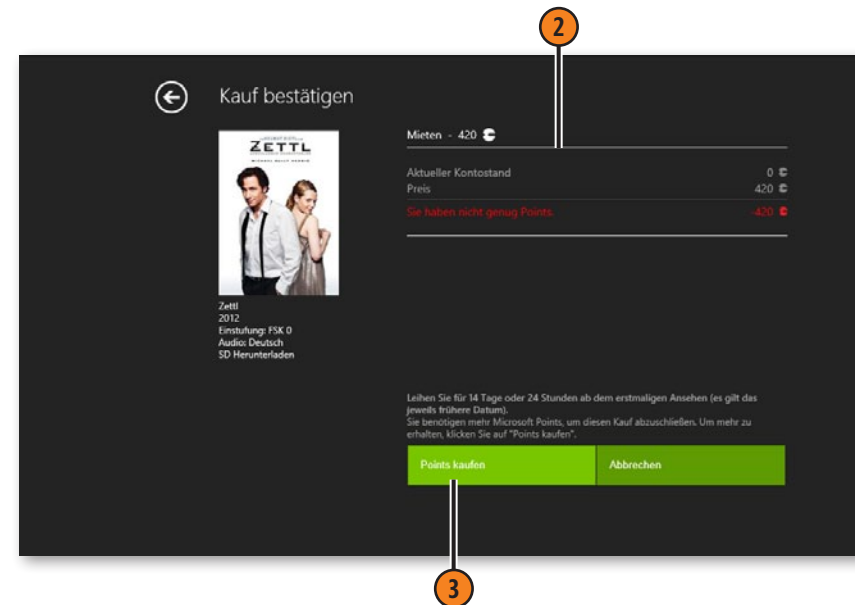 2
Kauf bestätigen
ZETTL
Zettl
2012
Einstufung: FSK 0
Audio: Deutsch
SD Herunterladen
Mieten - 420
Aktueller Kontostand 0
Preis 420
Sie haben nicht genug Points. -420
Leihen Sie für 14 Tage oder 24 Stunden ab dem erstmaligen Ansehen (es gilt das
jeweils frühere Datum).
Sie benötigen mehr Microsoft Points, um diesen Kauf abzuschließen. Um mehr zu
erhalten, klicken Sie auf "Points kaufen".
Points kaufen Abbrechen
3